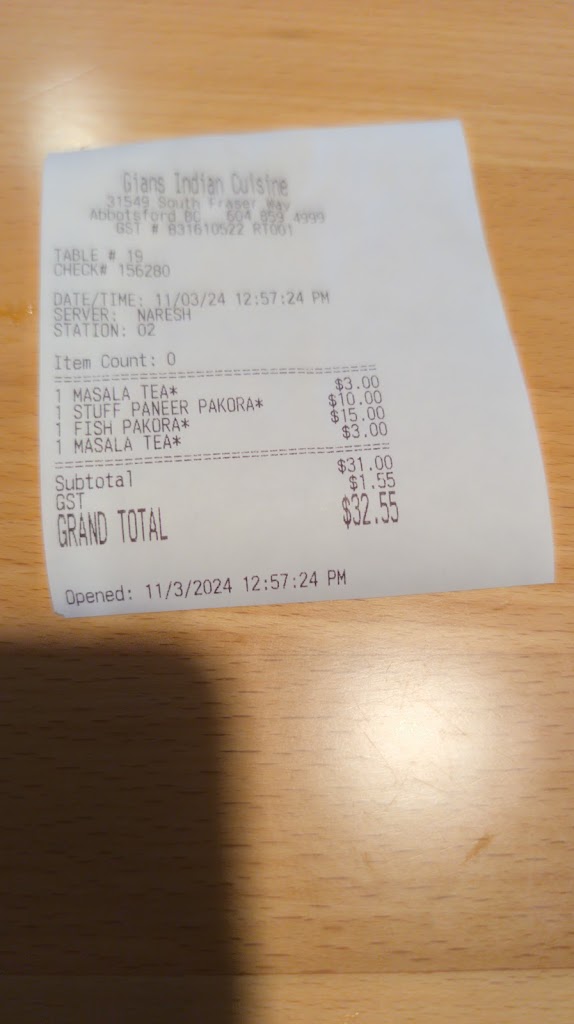 Gians Indian Cuisine
31549 South Fraser Way
Abbotsford BC 604 859 4999
GST # 831610522 RT001
TABLE # 19
CHECK# 156280
DATE/TIME: 11/03/24 12:57:24 PM
SERVER: NARESH
STATION: 02
Item Count: 0
1 MASALA TEA* $3.00
1 STUFF PANEER PAKORA* $10.00
1 FISH PAKORA* $15.00
1 MASALA TEA* $3.00
Subtotal $31.00
GST $1.55
GRAND TOTAL $32.55
Opened: 11/3/2024 12:57:24 PM